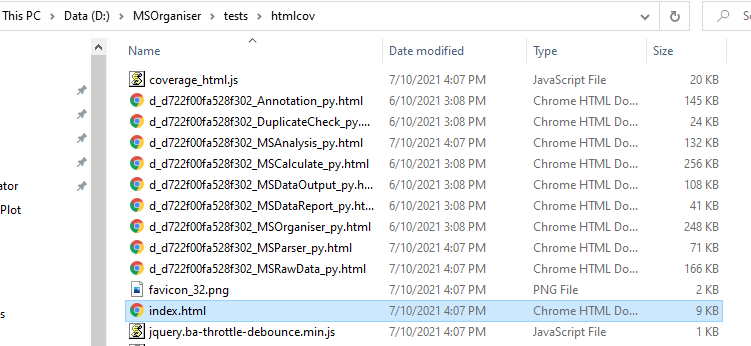 This PC > Data (D:) > MSOrganiser > tests > htmlcov
Name Date modified Type Size
coverage_html.js 7/10/2021 4:07 PM JavaScript File 20 KB
d_d722f00fa528f302_Annotation_py.html 6/10/2021 3:08 PM Chrome HTML Do... 145 KB
d_d722f00fa528f302_DuplicateCheck_py.... 6/10/2021 3:08 PM Chrome HTML Do... 24 KB
d_d722f00fa528f302_MSAnalysis_py.html 7/10/2021 4:07 PM Chrome HTML Do... 132 KB
d_d722f00fa528f302_MSCalculate_py.html 6/10/2021 3:08 PM Chrome HTML Do... 256 KB
d_d722f00fa528f302_MSDataOutput_py.h... 6/10/2021 3:08 PM Chrome HTML Do... 108 KB
ator
d_d722f00fa528f302_MSDataReport_py.ht... 6/10/2021 3:08 PM Chrome HTML Do... 41 KB
Plot
d_d722f00fa528f302_MSOrganiser_py.html 6/10/2021 3:08 PM Chrome HTML Do... 248 KB
d_d722f00fa528f302_MSParser_py.html 7/10/2021 4:07 PM Chrome HTML Do... 71 KB
d_d722f00fa528f302_MSRawData_py.html 7/10/2021 4:07 PM Chrome HTML Do... 166 KB
favicon_32.png 7/10/2021 4:07 PM PNG File 2 KB
s
index.html 7/10/2021 4:07 PM Chrome HTML Do... 9 KB
jquery.ba-throttle-debounce.min.js 7/10/2021 4:07 PM JavaScript File 1 KB